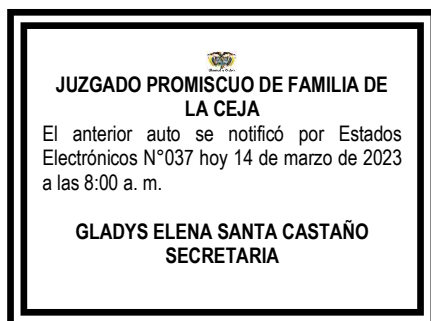 JUZGADO PROMISCUO DE FAMILIA DE
LA CEJA
El anterior auto se notificó por Estados
Electrónicos N°037 hoy 14 de marzo de 2023
a las 8:00 a. m.
GLADYS ELENA SANTA CASTAÑO
SECRETARIA